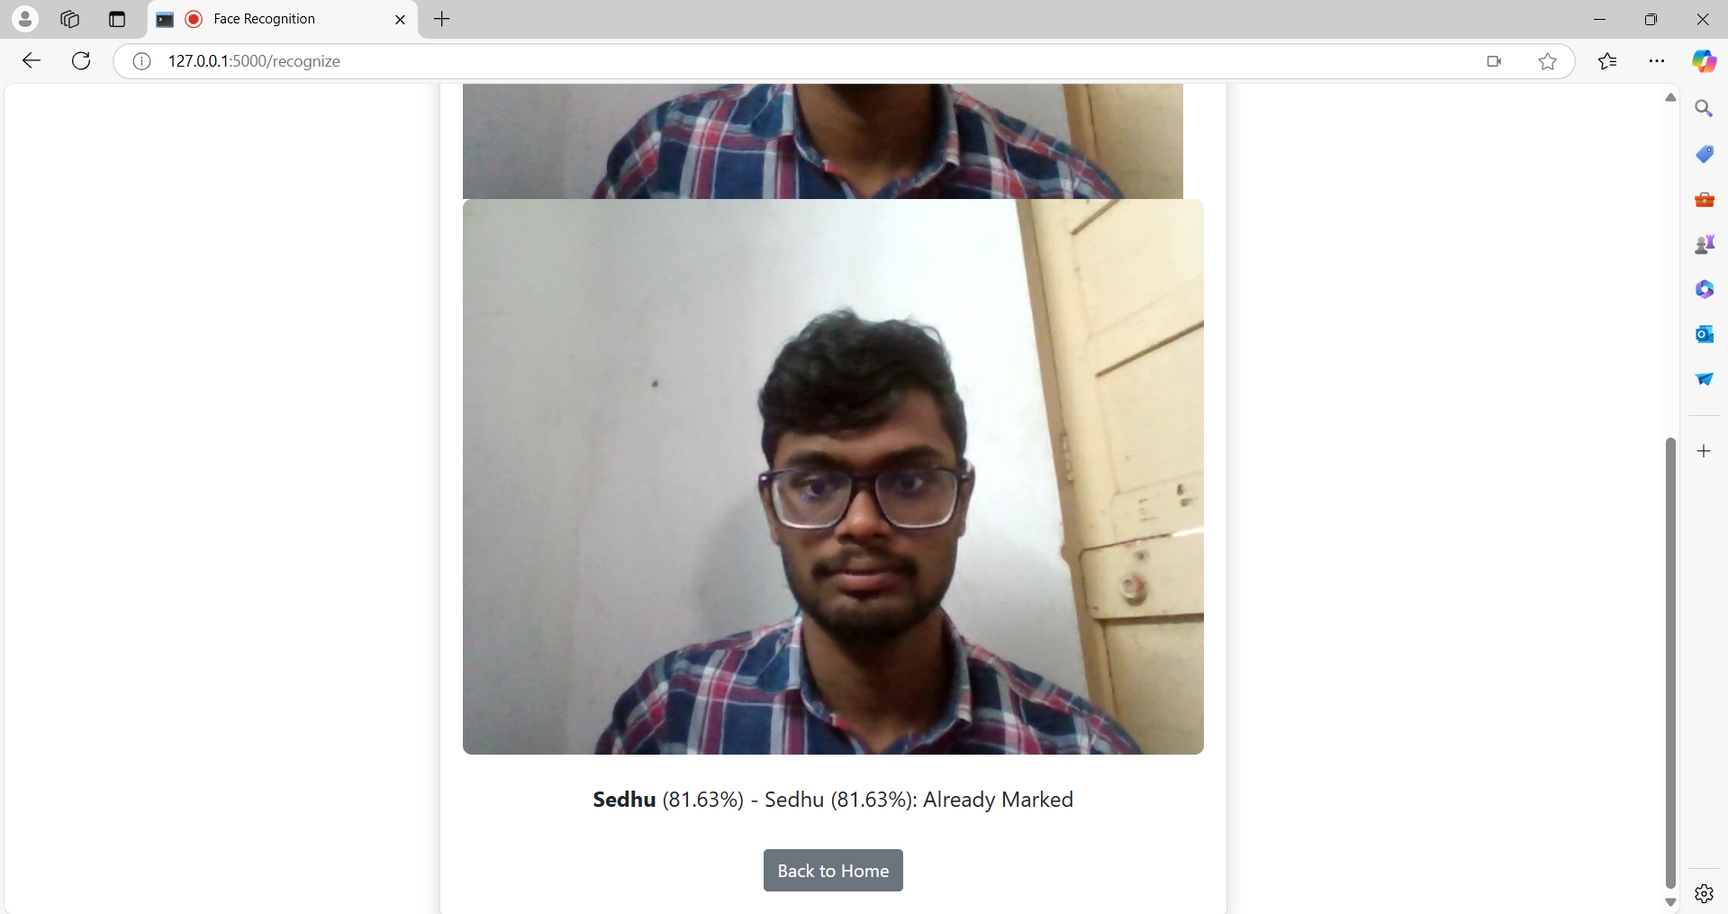 Face Recognition
127.0.0.1:5000/recognize
Sedhu (81.63%) - Sedhu (81.63%): Already Marked
Back to Home